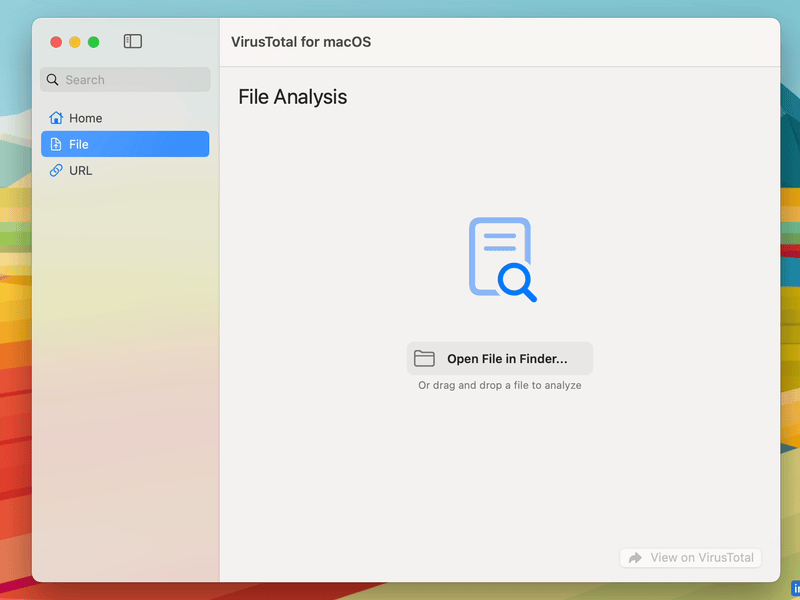 VirusTotal for macOS
Search
Home
File
URL
File Analysis
Open File in Finder...
Or drag and drop a file to analyze
View on VirusTotal